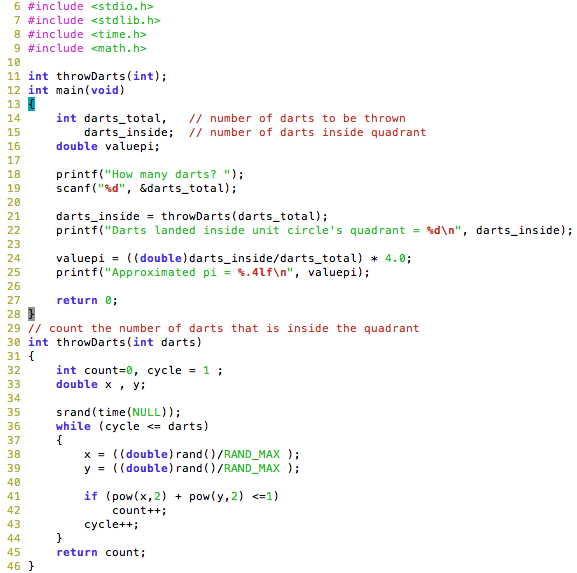 6 #include <stdio.h>
7 #include <stdlib.h>
8 #include <time.h>
9 #include <math.h>
10
11 int throwDarts(int);
12 int main(void)
13 {
14     int darts_total,   // number of darts to be thrown
15         darts_inside;  // number of darts inside quadrant
16     double valuepi;
17
18     printf("How many darts? ");
19     scanf("%d", &darts_total);
20
21     darts_inside = throwDarts(darts_total);
22     printf("Darts landed inside unit circle's quadrant = %d\n", darts_inside);
23
24     valuepi = ((double)darts_inside/darts_total) * 4.0;
25     printf("Approximated pi = %.4lf\n", valuepi);
26
27     return 0;
28 }
29 // count the number of darts that is inside the quadrant
30 int throwDarts(int darts)
31 {
32     int count=0, cycle = 1 ;
33     double x , y;
34
35     srand(time(NULL));
36     while (cycle <= darts)
37     {
38         x = ((double)rand()/RAND_MAX );
39         y = ((double)rand()/RAND_MAX );
40
41         if (pow(x,2) + pow(y,2) <=1)
42             count++;
43         cycle++;
44     }
45     return count;
46 }